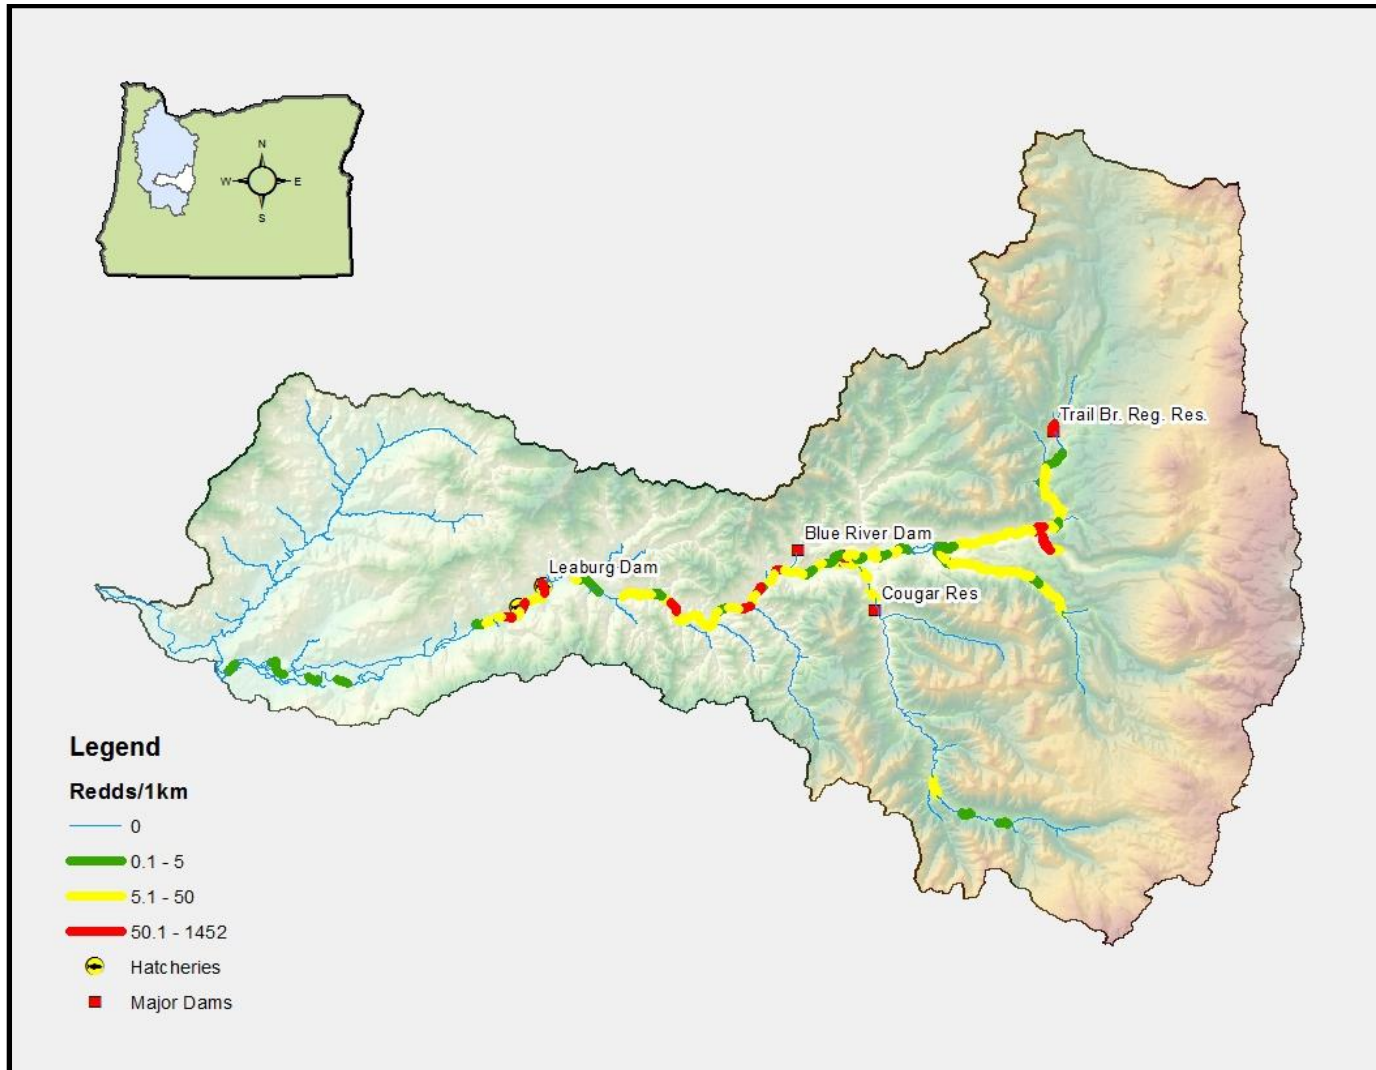 N
W E
S
Trail Br. Reg. Res.
Blue River Dam
Leaburg Dam
Cougar Res
Legend
Redds/1km
0
0.1 - 5
5.1 - 50
50.1 - 1452
Hatcheries
Major Dams